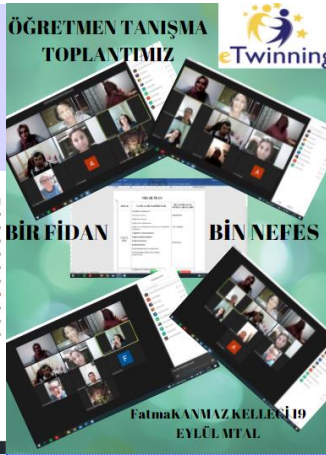 ÖĞRETMEN TANIŞMA
TOPLANTIMIZ
eTwinning
BİR FİDAN
BİN NEFES
FatmaKANMAZ KELLECİ 19
EYLÜL MTAL